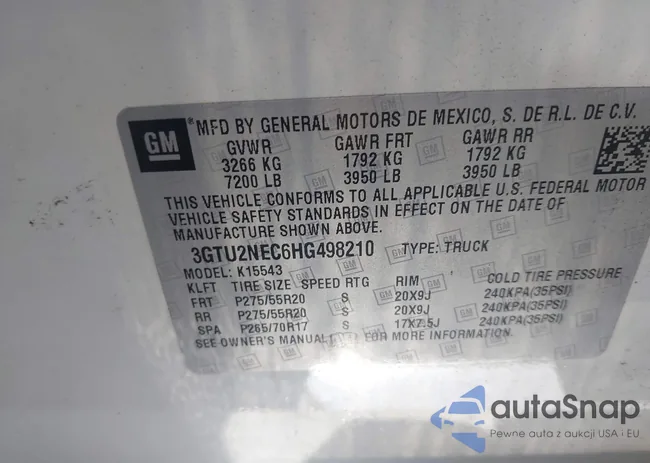 GM
*MFD BY GENERAL MOTORS DE MEXICO, S. DE R.L. DE C.V.
GVWR GAWR FRT GAWR RR
3266 KG 1792 KG 1792 KG
7200 LB 3950 LB 3950 LB
THIS VEHICLE CONFORMS TO ALL APPLICABLE U.S. FEDERAL MOTOR
VEHICLE SAFETY STANDARDS IN EFFECT ON THE DATE OF
MANUFACTURE SHOWN ABOVE.
3GTU2NEC6HG498210 TYPE: TRUCK
MODEL: K15543
KLFT TIRE SIZE SPEED RTG RIM COLD TIRE PRESSURE
FRT P275/55R20 S 20X9J 240KPA(35PSI)
RR P275/55R20 S 20X9J 240KPA(35PSI)
SPA P265/70R17 S 17X7.5J 240KPA(35PSI)
SEE OWNER'S MANUAL FOR MORE INFORMATION.
autaSnap
Pewne auta z aukcji USA i EU